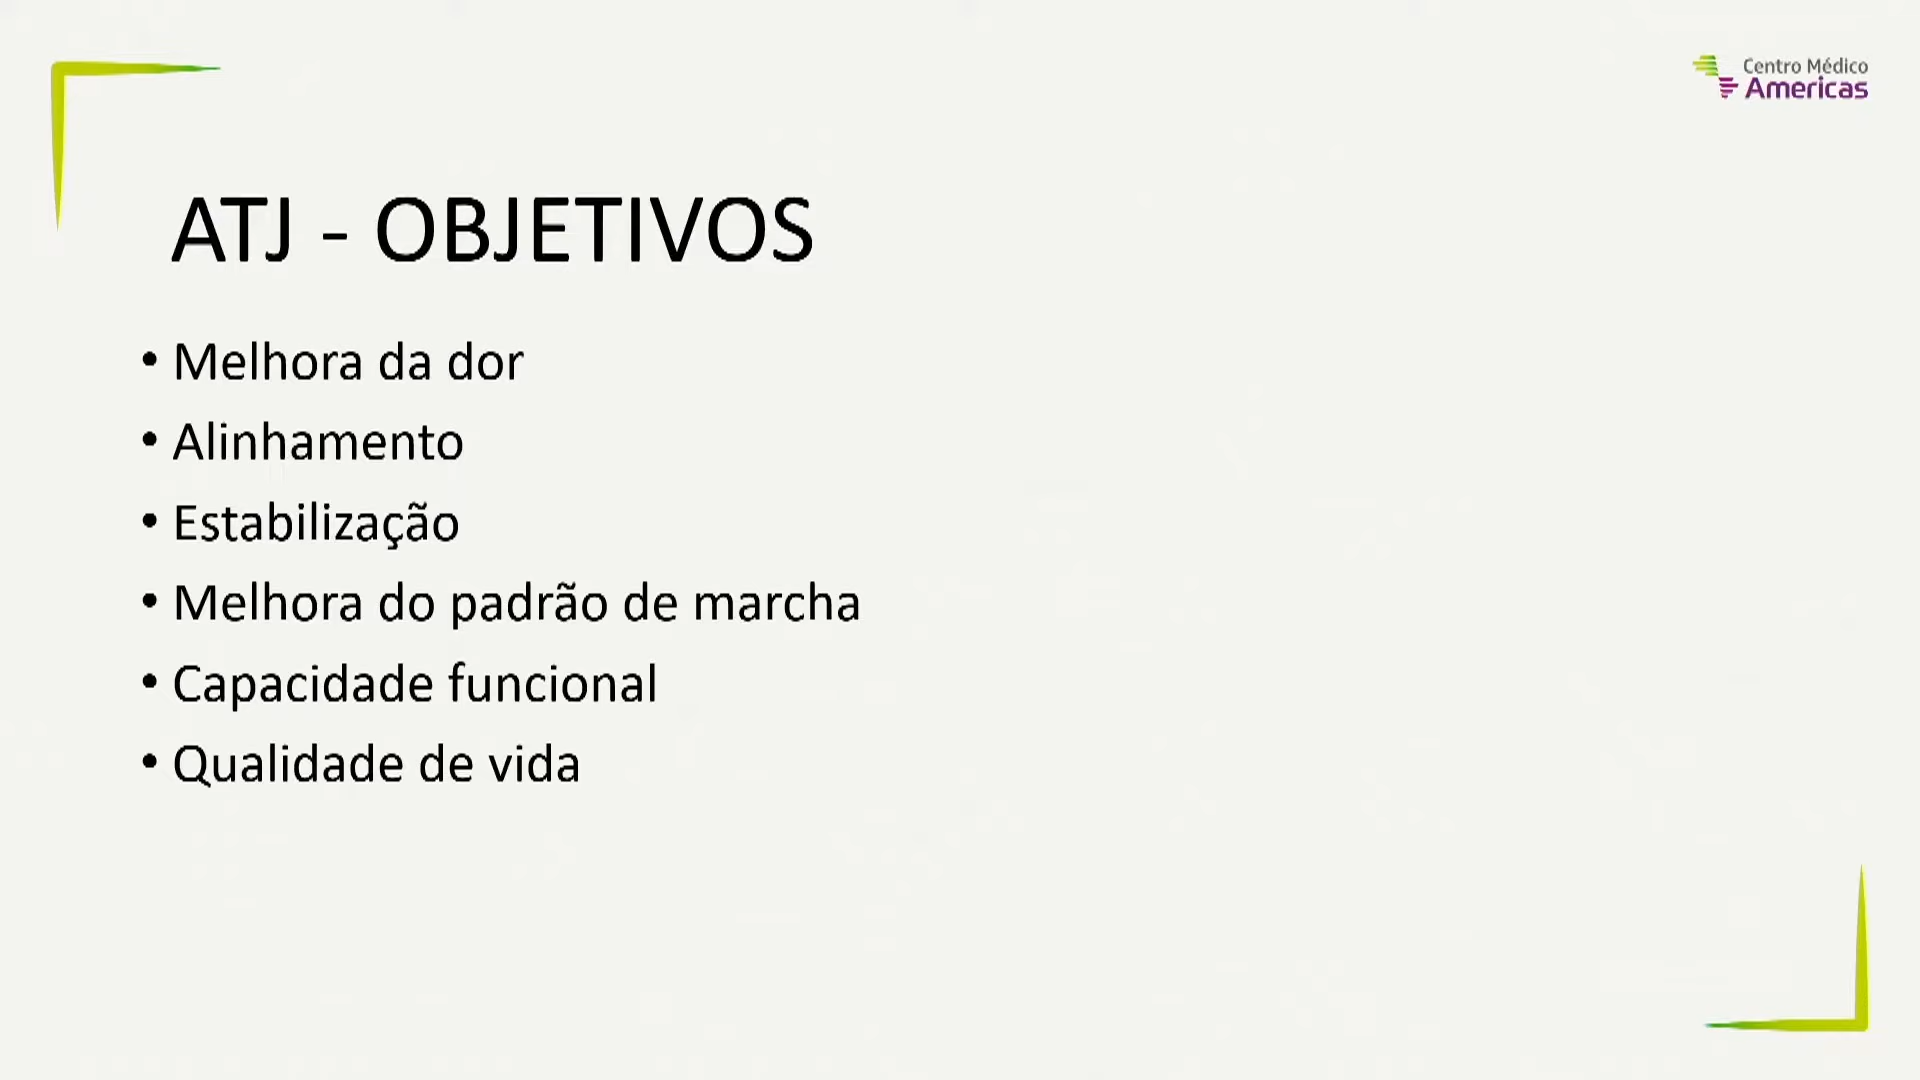 Centro Médico
Americas
ATJ - OBJETIVOS
• Melhora da dor
• Alinhamento
• Estabilização
• Melhora do padrão de marcha
• Capacidade funcional
• Qualidade de vida